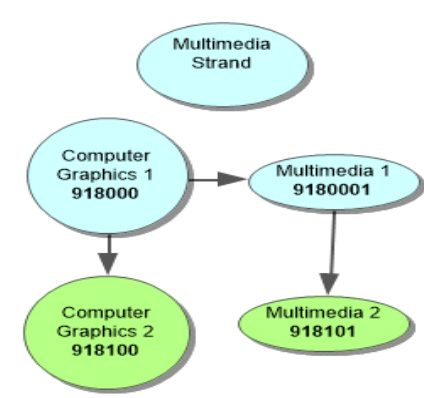 Multimedia
Strand
Computer
Graphics 1
918000
Multimedia 1
9180001
Computer
Graphics 2
918100
Multimedia 2
918101